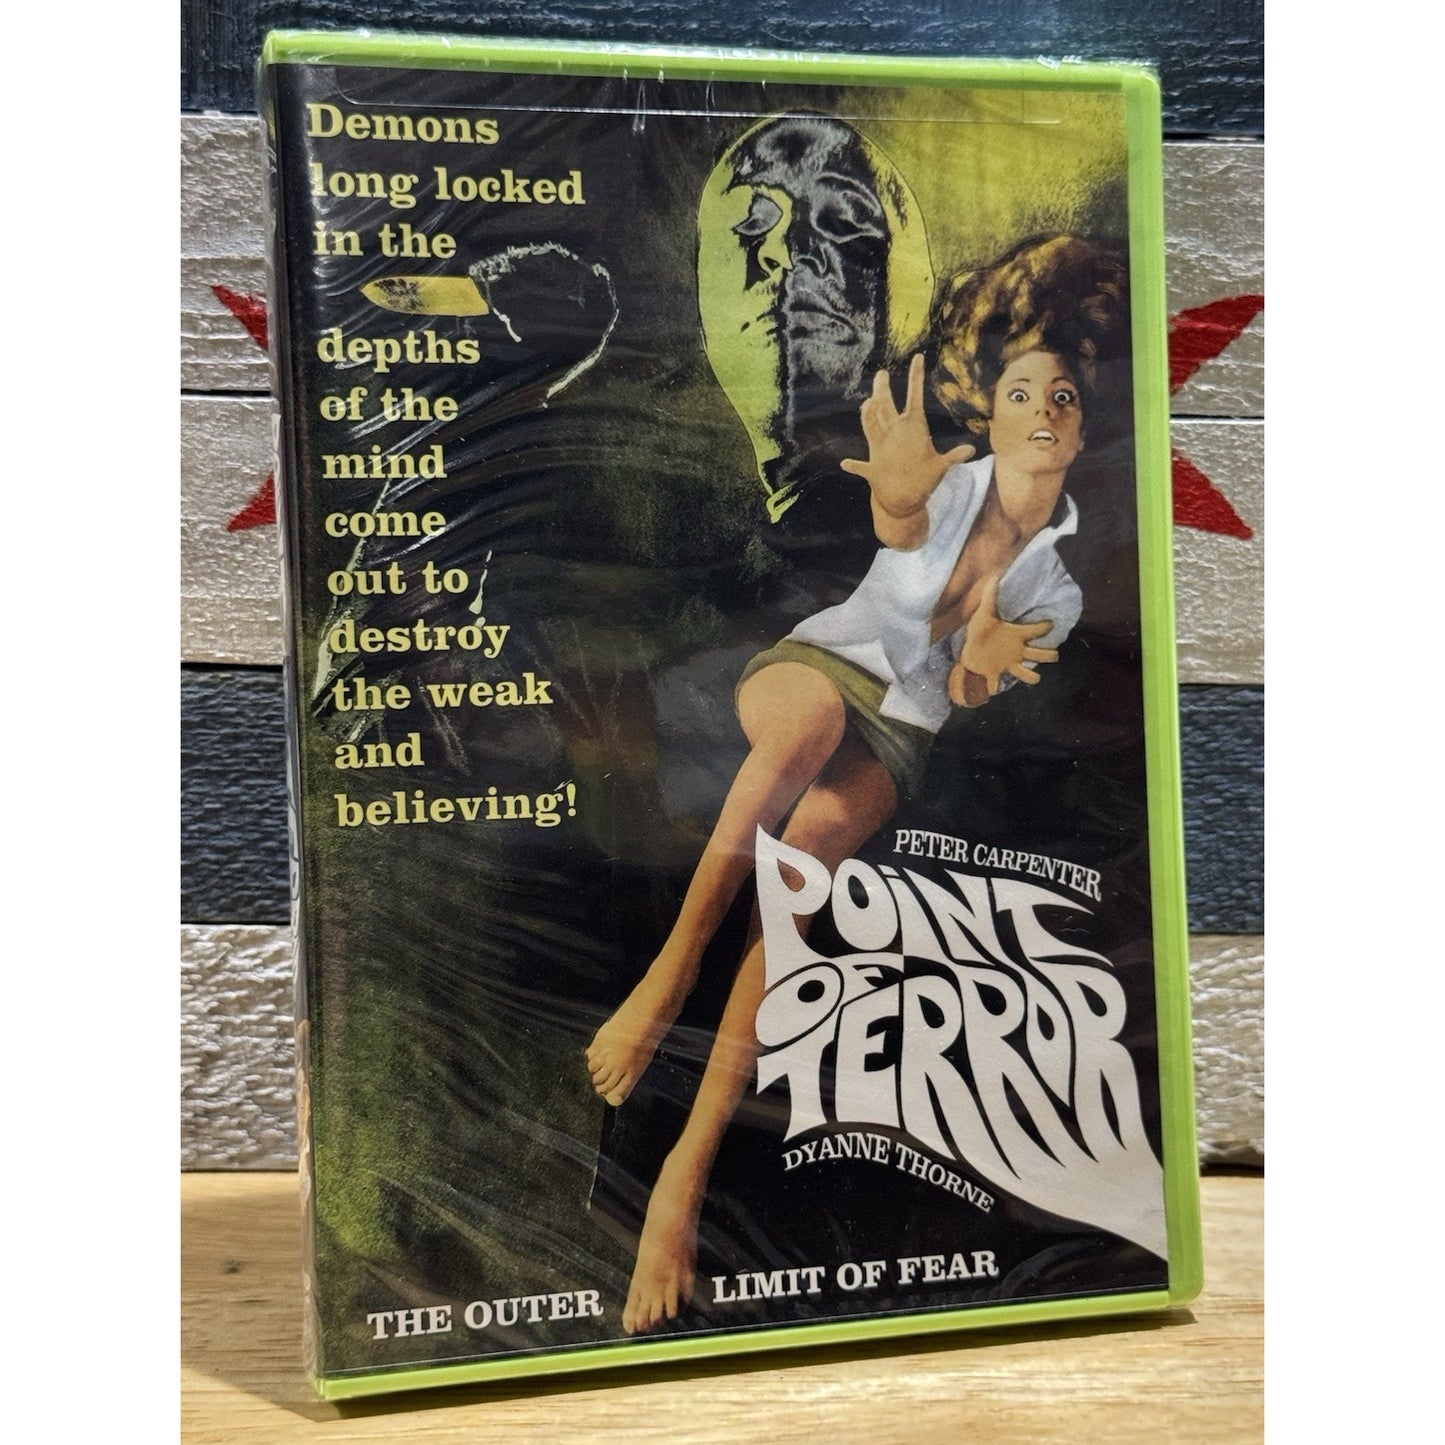 Demons
long locked
in the
depths
of the
mind
come
out to
destroy
the weak
and
believing!
PETER CARPENTER
POiNT
OF
TERROR
DYANNE THORNE
THE OUTER LIMIT OF FEAR